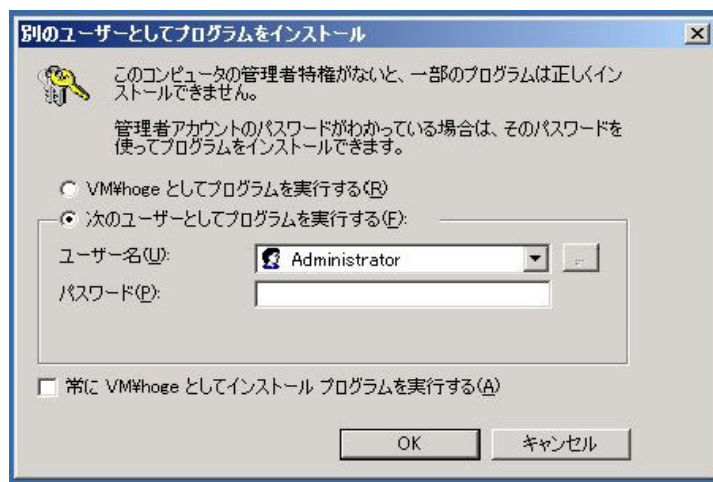 別のユーザーとしてプログラムをインストール
このコンピュータの管理者特権がないと、一部のプログラムは正しくイン
ストールできません。
管理者アカウントのパスワードがわかっている場合は、そのパスワードを
使ってプログラムをインストールできます。
VM¥hoge としてプログラムを実行する(R)
次のユーザーとしてプログラムを実行する(F):
ユーザー名(U):
Administrator
...
パスワード(P):
常に VM¥hoge としてインストール プログラムを実行する(A)
OK
キャンセル